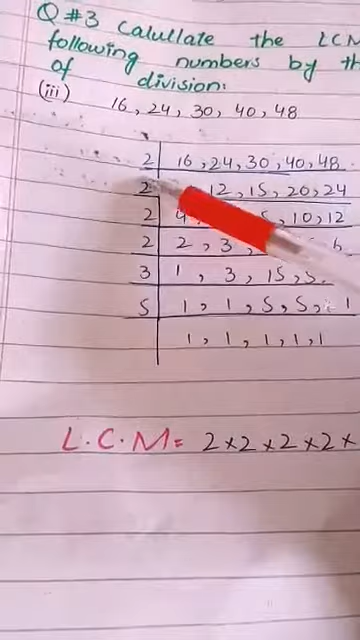 Q #3 Calullate the LCM
following numbers by th
of division:
(iii) 16, 24, 30, 40, 48
2 | 16, 24, 30, 40, 48
2 | 12, 15, 20, 24
2 | 4, 10, 12
2 | 2, 3, 6
3 | 1, 3, 15, 5,
5 | 1, 1, 5, 5, 1
1, 1, 1, 1, 1
L.C.M= 2×2×2×2×